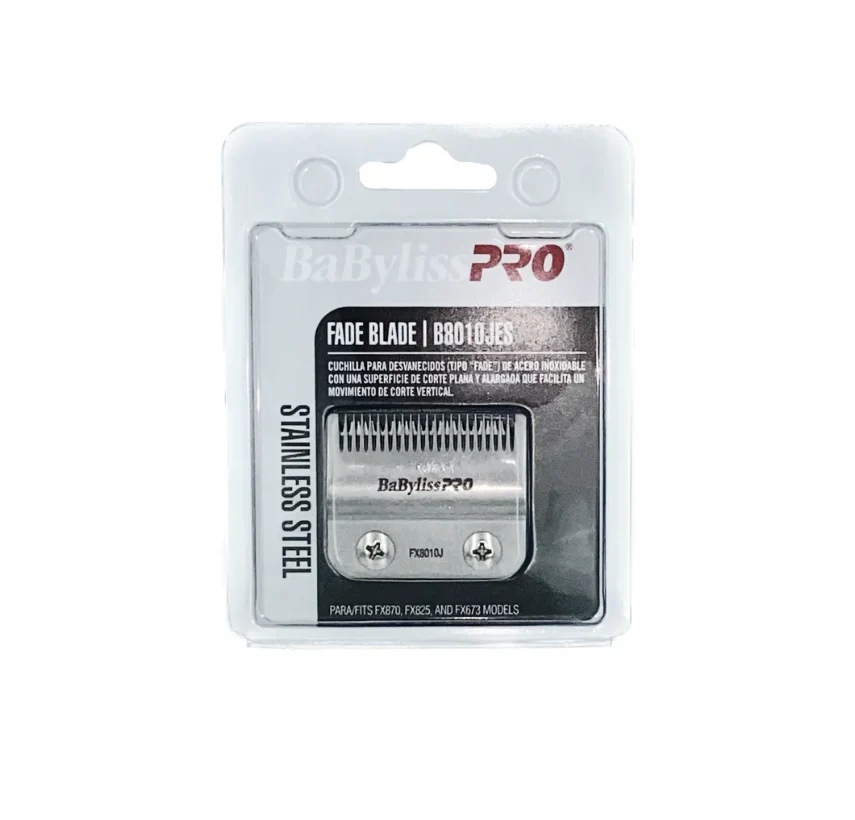 BaBylissPRO®
FADE BLADE | B8010JES
CUCHILLA PARA DESVANECIDOS (TIPO "FADE") DE ACERO INOXIDABLE
CON UNA SUPERFICIE DE CORTE PLANA Y ALARGADA QUE FACILITA UN
MOVIMIENTO DE CORTE VERTICAL.
STAINLESS STEEL
BaBylissPRO
FX8010J
PARA/FITS FX870, FX825, AND FX673 MODELS